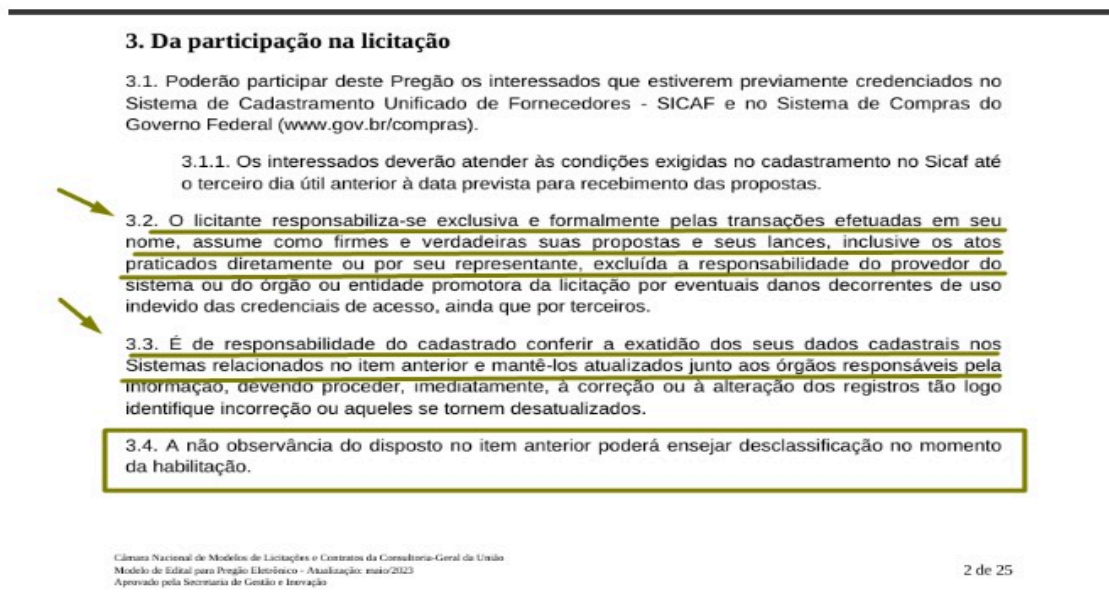 3. Da participação na licitação
3.1. Poderão participar deste Pregão os interessados que estiverem previamente credenciados no
Sistema de Cadastramento Unificado de Fornecedores - SICAF e no Sistema de Compras do
Governo Federal (www.gov.br/compras).
3.1.1. Os interessados deverão atender às condições exigidas no cadastramento no Sicaf até
o terceiro dia útil anterior à data prevista para recebimento das propostas.
3.2. O licitante responsabiliza-se exclusiva e formalmente pelas transações efetuadas em seu
nome, assume como firmes e verdadeiras suas propostas e seus lances, inclusive os atos
praticados diretamente ou por seu representante, excluída a responsabilidade do provedor do
sistema ou do órgão ou entidade promotora da licitação por eventuais danos decorrentes de uso
indevido das credenciais de acesso, ainda que por terceiros.
3.3. É de responsabilidade do cadastrado conferir a exatidão dos seus dados cadastrais nos
Sistemas relacionados no item anterior e mantê-los atualizados junto aos órgãos responsáveis pela
informação, devendo proceder, imediatamente, à correção ou à alteração dos registros tão logo
identifique incorreção ou aqueles se tornem desatualizados.
3.4. A não observância do disposto no item anterior poderá ensejar desclassificação no momento
da habilitação.
Câmara Nacional de Modelos de Licitações e Contratos da Consultoria-Geral da União
Modelo de Edital para Pregão Eletrônico - Atualização: maio/2023
Aprovado pela Secretaria de Gestão e Inovação
2 de 25